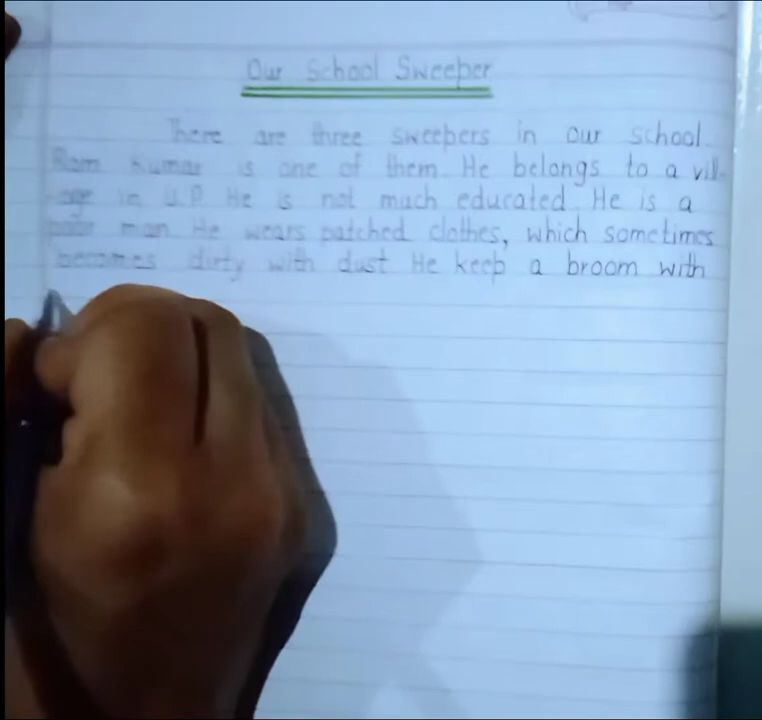 Our School Sweeper
There are three sweepers in our school.
Ram Kumar is one of them. He belongs to a vill-
-age in U.P. He is not much educated. He is a
poor man. He wears patched clothes, which sometimes
becomes dirty with dust. He keep a broom with